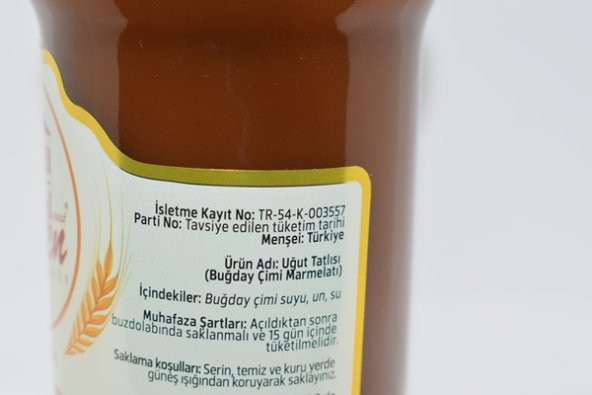 İşletme Kayıt No: TR-54-K-003557
Parti No: Tavsiye edilen tüketim tarihi
Menşei: Türkiye
Ürün Adı: Uğut Tatlısı
(Buğday Çimi Marmelatı)
İçindekiler: Buğday çimi suyu, un, su
Muhafaza Şartları: Açıldıktan sonra
buzdolabında saklanmalı ve 15 gün içinde
tüketilmelidir.
Saklama koşulları: Serin, temiz ve kuru yerde
güneş ışığından koruyarak saklayınız.